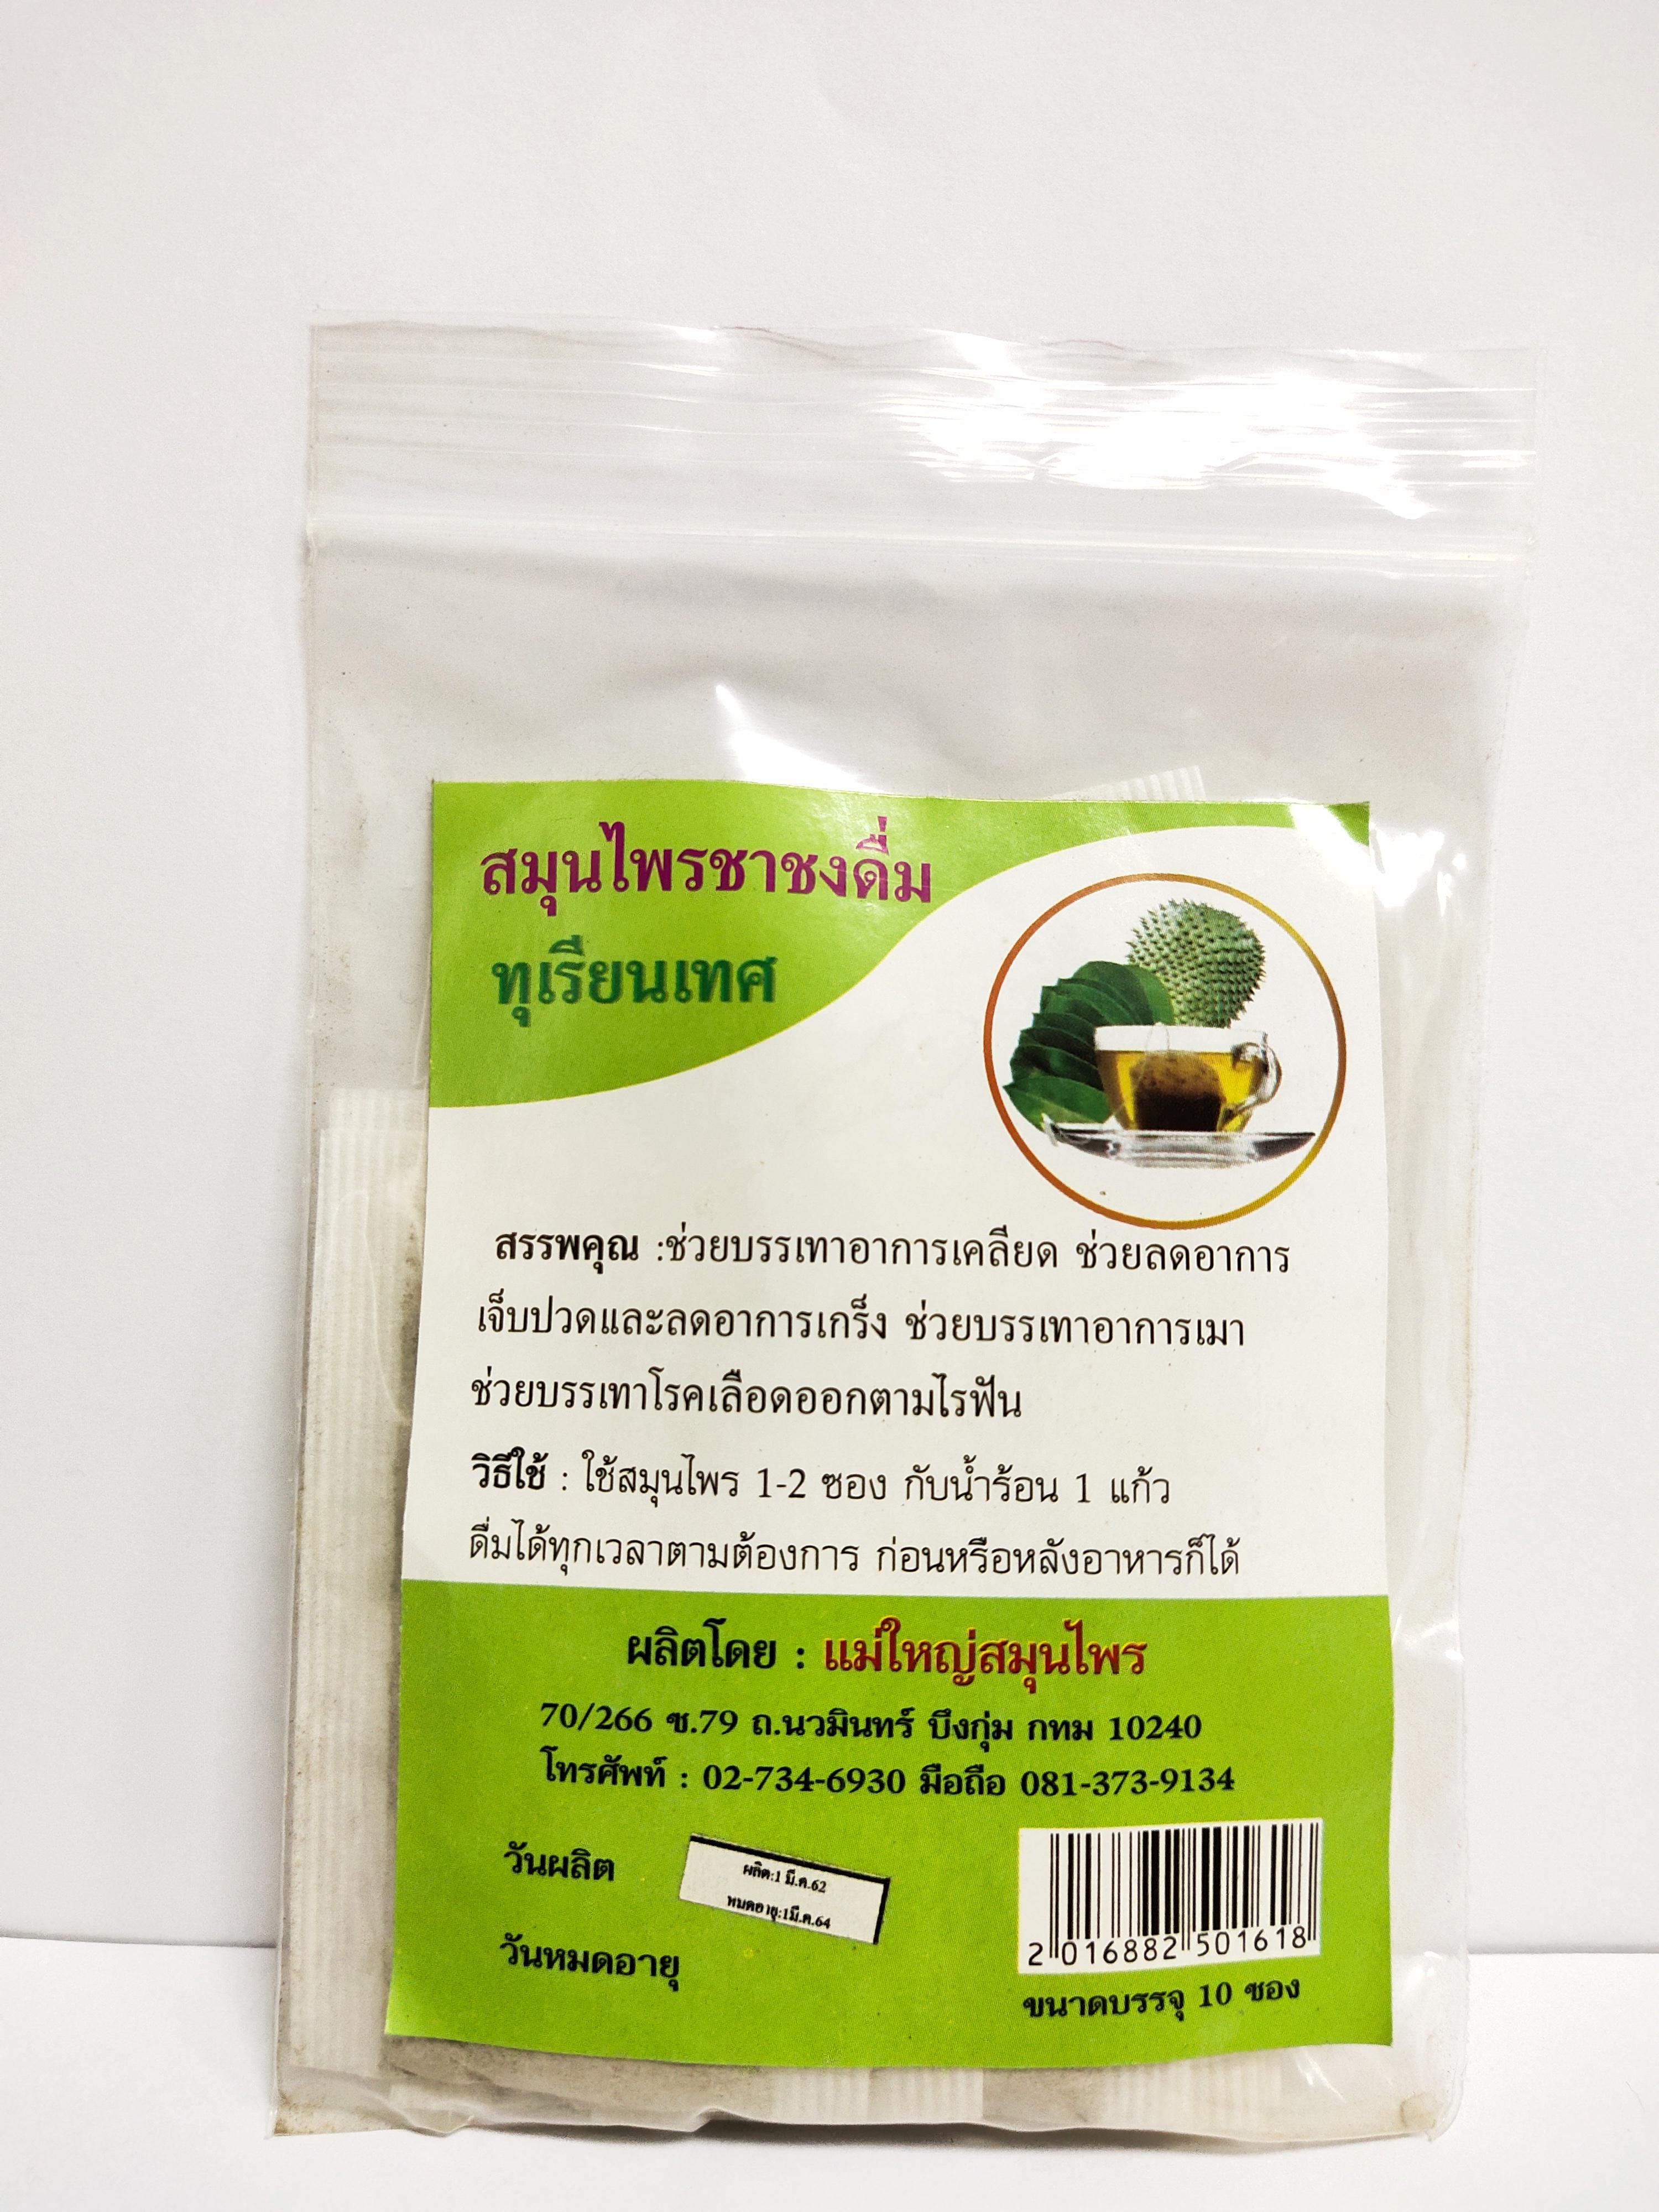 สมุนไพรชาชงดื่ม
ทุเรียนเทศ
สรรพคุณ :ช่วยบรรเทาอาการเคลียด ช่วยลดอาการ
เจ็บปวดและลดอาการเกร็ง ช่วยบรรเทาอาการเมา
ช่วยบรรเทาโรคเลือดออกตามไรฟัน
วิธีใช้ : ใช้สมุนไพร 1-2 ซอง กับน้ำร้อน 1 แก้ว
ดื่มได้ทุกเวลาตามต้องการ ก่อนหรือหลังอาหารก็ได้
ผลิตโดย : แม่ใหญ่สมุนไพร
70/266 ซ.79 ถ.นวมินทร์ บึงกุ่ม กทม 10240
โทรศัพท์ : 02-734-6930 มือถือ 081-373-9134
วันผลิต
ผลิต:1 มี.ค.62
หมดอายุ:1มี.ค.64
วันหมดอายุ
2 016882 501618
ขนาดบรรจุ 10 ซอง